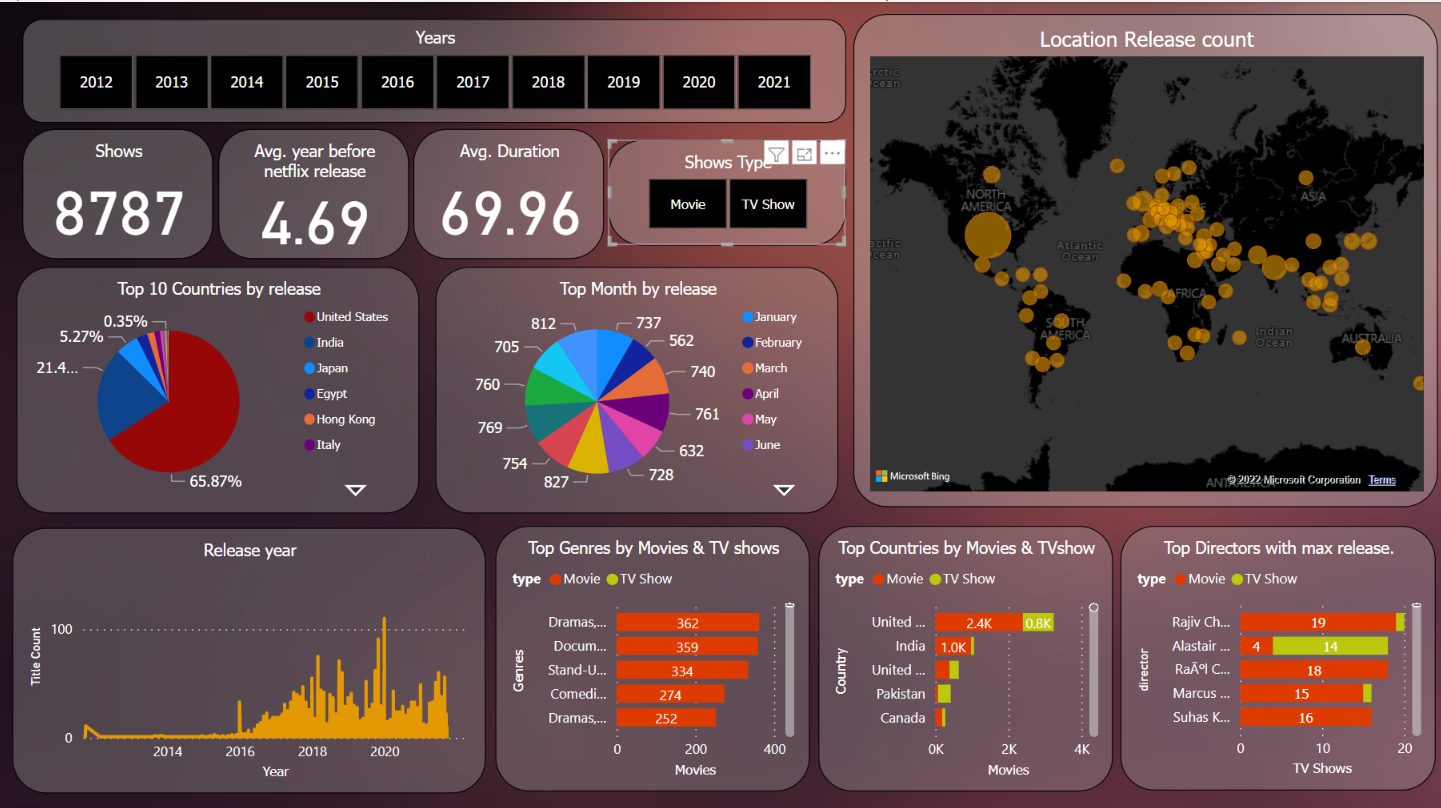 Years
2012 2013 2014 2015 2016 2017 2018 2019 2020 2021
Shows
8787
Avg. year before
netflix release
4.69
Avg. Duration
69.96
Shows Type
Movie TV Show
Location Release count
Arctic
Ocean
NORTH
AMERICA
EUROPE
ASIA
Pacific
Ocean
Atlantic
Ocean
AFRICA
SOUTH
AMERICA
Indian
Ocean
AUSTRALIA
ANTARCTICA
Microsoft Bing
© 2022 Microsoft Corporation Terms
Top 10 Countries by release
0.35%
5.27%
21.4...
65.87%
United States
India
Japan
Egypt
Hong Kong
Italy
Top Month by release
812
737
705
562
760
740
769
761
754
632
827
728
January
February
March
April
May
June
Release year
Title Count
100
0
2014 2016 2018 2020
Year
Top Genres by Movies & TV shows
type Movie TV Show
Genres
Dramas,... 362
Docum... 359
Stand-U... 334
Comedi... 274
Dramas,... 252
0 200 400
Movies
Top Countries by Movies & TVshow
type Movie TV Show
Country
United ... 2.4K 0.8K
India 1.0K
United ...
Pakistan
Canada
0K 2K 4K
Movies
Top Directors with max release.
type Movie TV Show
director
Rajiv Ch... 19
Alastair ... 4 14
RaÃºl C... 18
Marcus ... 15
Suhas K... 16
0 10 20
TV Shows